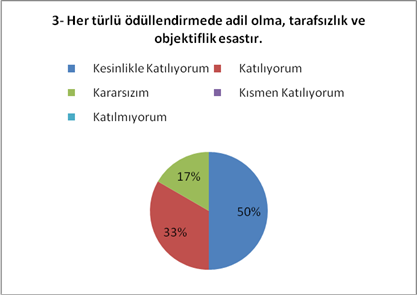 3- Her türlü ödüllendirmede adil olma, tarafsızlık ve
objektiflik esastır.
Kesinlikle Katılıyorum
Katılıyorum
Kararsızım
Kısmen Katılıyorum
Katılmıyorum
17%
50%
33%